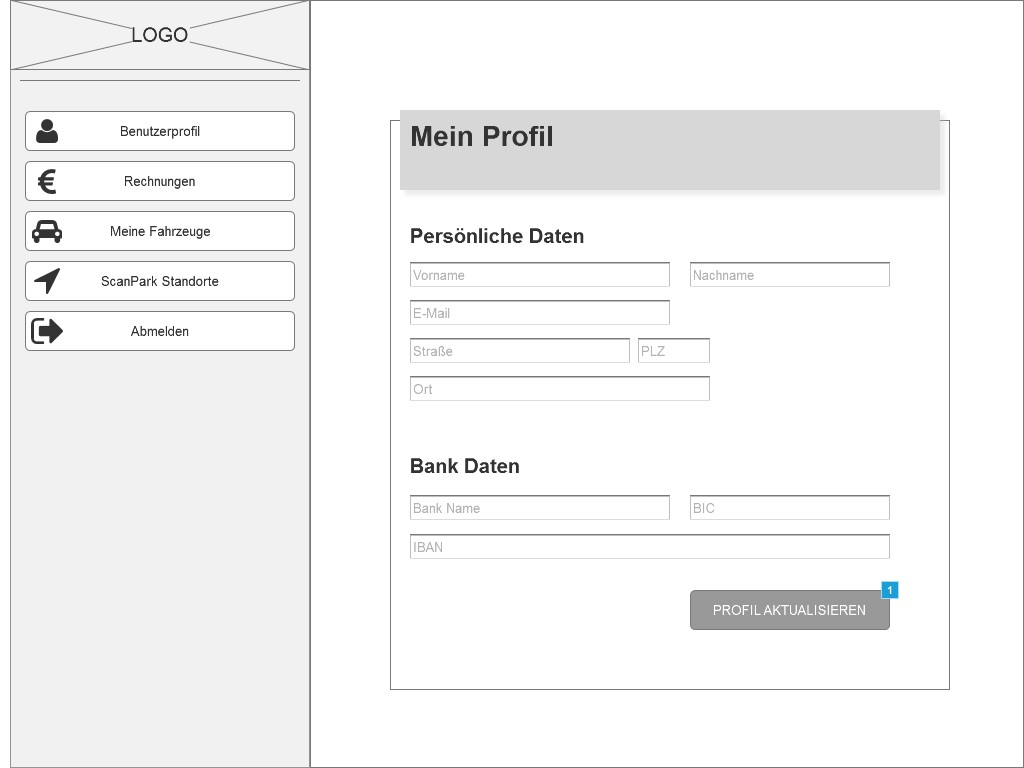 LOGO
Benutzerprofil
Rechnungen
Meine Fahrzeuge
ScanPark Standorte
Abmelden
Mein Profil
Persönliche Daten
Vorname Nachname
E-Mail
Straße PLZ
Ort
Bank Daten
Bank Name BIC
IBAN
1
PROFIL AKTUALISIEREN